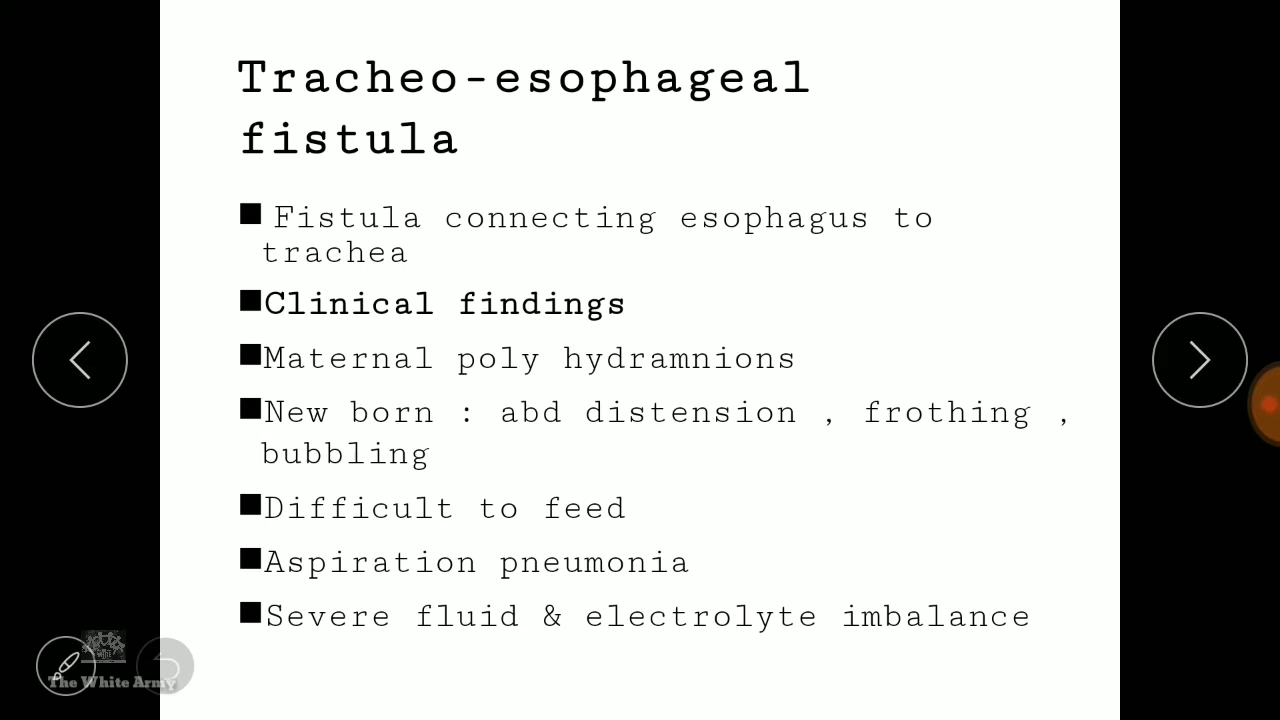 Tracheo-esophageal
fistula
■ Fistula connecting esophagus to
trachea
■Clinical findings
■Maternal poly hydramnions
■New born : abd distension , frothing ,
bubbling
■Difficult to feed
■Aspiration pneumonia
■Severe fluid & electrolyte imbalance
The White Army